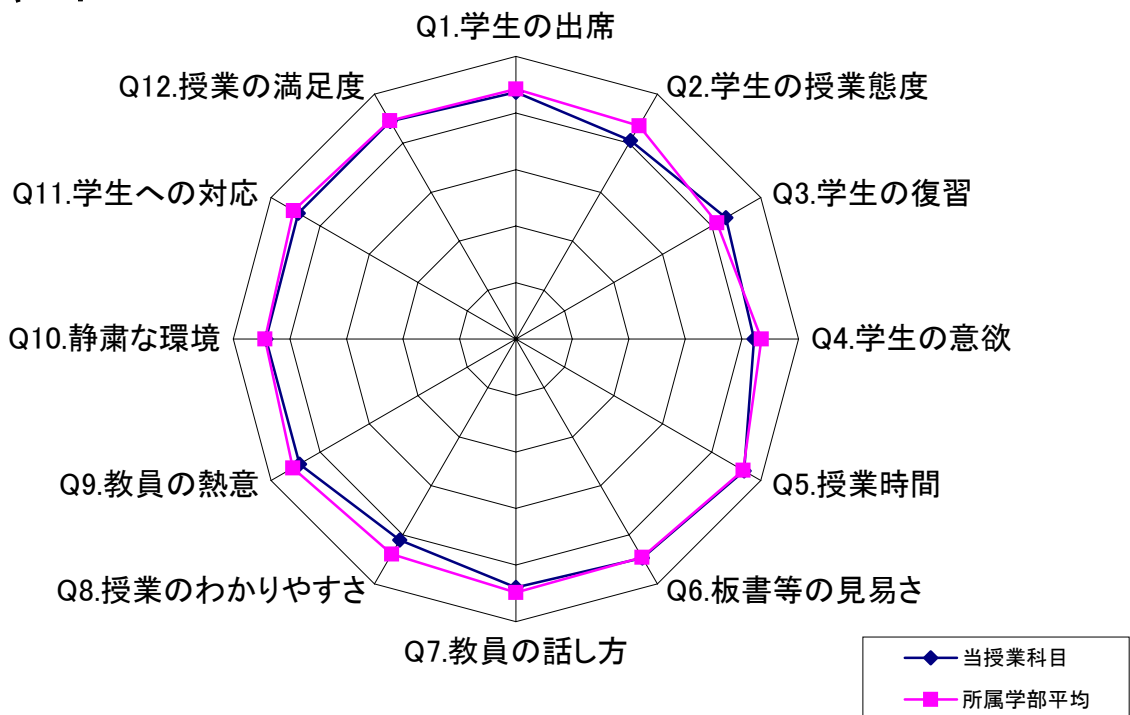 Q1.学生の出席
Q2.学生の授業態度
Q3.学生の復習
Q4.学生の意欲
Q5.授業時間
Q6.板書等の見易さ
Q7.教員の話し方
Q8.授業のわかりやすさ
Q9.教員の熱意
Q10.静粛な環境
Q11.学生への対応
Q12.授業の満足度
当授業科目
所属学部平均